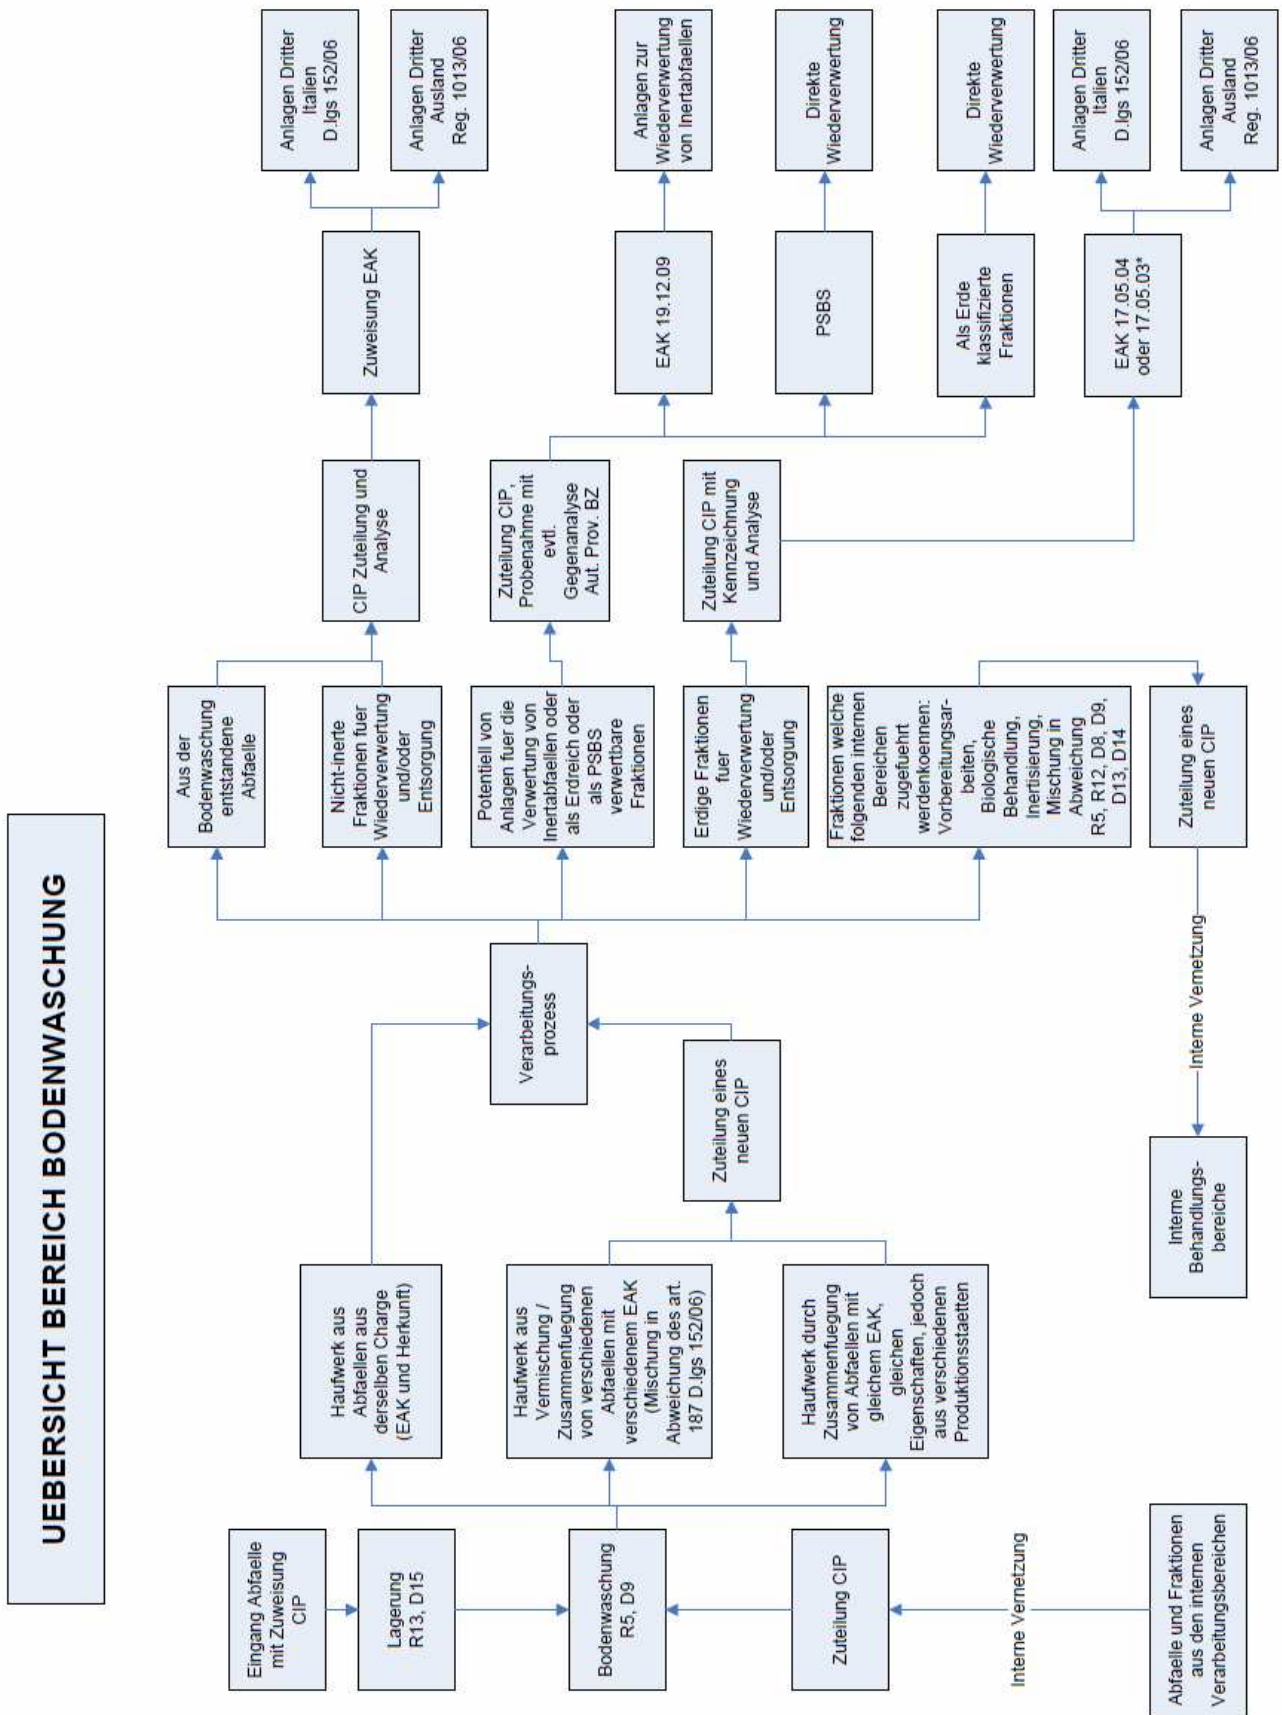 UEBERSICHT BEREICH BODENWASCHUNG
Eingang Abfaelle
mit Zuweisung
CIP
Lagerung
R13, D15
Bodenwaschung
R5, D9
Zuteilung CIP
Interne Vernetzung
Abfaelle und Fraktionen
aus den internen
Verarbeitungsbereichen
Haufwerk aus
Abfaellen aus
derselben Charge
(EAK und Herkunft)
Haufwerk aus
Vermischung /
Zusammenfuegung
von verschiedenen
Abfaellen mit
verschiedenem EAK
(Mischung in
Abweichung des art.
187 D.lgs 152/06)
Haufwerk durch
Zusammenfuegung
von Abfaellen mit
gleichem EAK,
gleichen
Eigenschaften, jedoch
aus verschiedenen
Produktionsstaetten
Zuteilung eines
neuen CIP
Verarbeitungs-
prozess
Interne
Behandlungs-
bereiche
Interne Vernetzung
Aus der
Bodenwaschung
entstandene
Abfaelle
Nicht-inerte
Fraktionen fuer
Wiederverwertung
und/oder
Entsorgung
Potentiell von
Anlagen fuer die
Verwertung von
Inertabfaellen oder
als Erdreich oder
als PSBS
verwertbare
Fraktionen
Erdige Fraktionen
fuer
Wiederverwertung
und/oder
Entsorgung
Fraktionen welche
folgenden internen
Bereichen
zugefuehrt
werdenkoennen:
Vorbereitungsar-
beiten,
Biologische
Behandlung,
Inertisierung,
Mischung in
Abweichung
R5, R12, D8, D9,
D13, D14
Zuteilung eines
neuen CIP
CIP Zuteilung und
Analyse
Zuteilung CIP,
Probenahme mit
evtl.
Gegenanalyse
Aut. Prov. BZ
Zuteilung CIP mit
Kennzeichnung
und Analyse
Zuweisung EAK
EAK 19.12.09
PSBS
Als Erde
klassifizierte
Fraktionen
EAK 17.05.04
oder 17.05.03*
Anlagen Dritter
Italien
D.lgs 152/06
Anlagen Dritter
Ausland
Reg. 1013/06
Anlagen zur
Wiederverwertung
von Inertabfaellen
Direkte
Wiederverwertung
Direkte
Wiederverwertung
Anlagen Dritter
Italien
D.lgs 152/06
Anlagen Dritter
Ausland
Reg. 1013/06